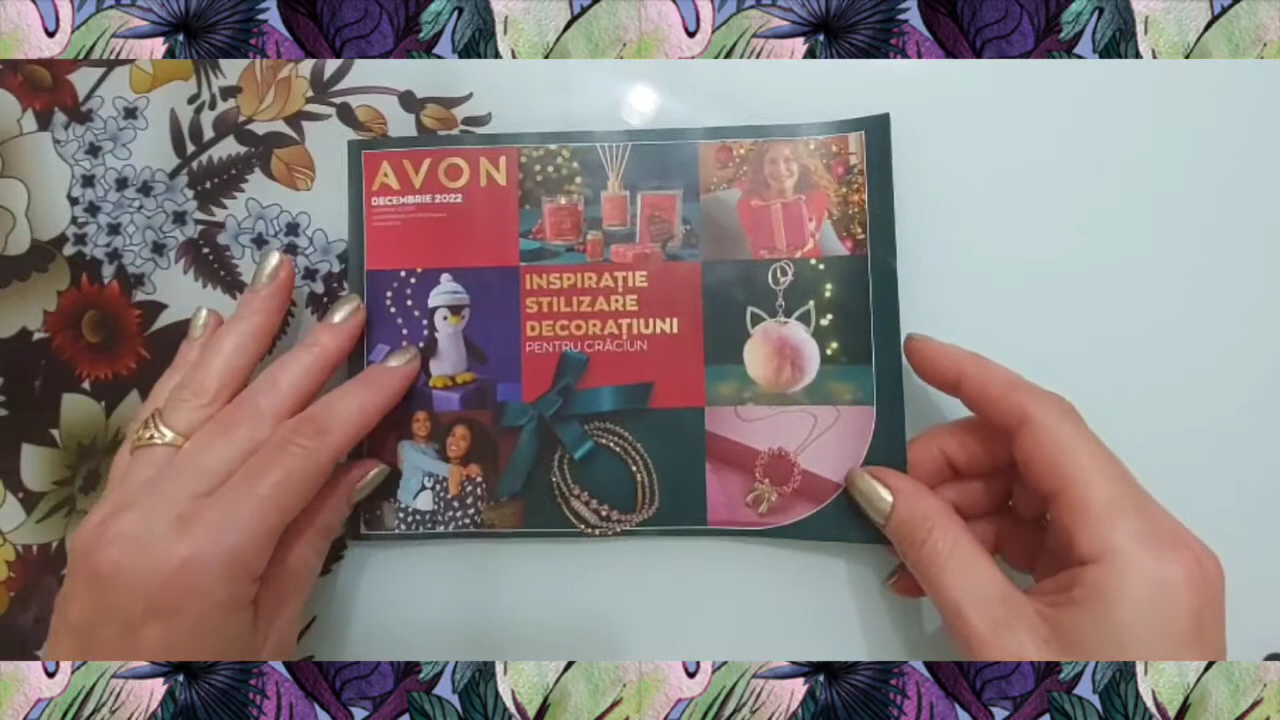 AVON
DECEMBRIE 2022
INSPIRAȚIE
STILIZARE
DECORAȚIUNI
PENTRU CRĂCIUN